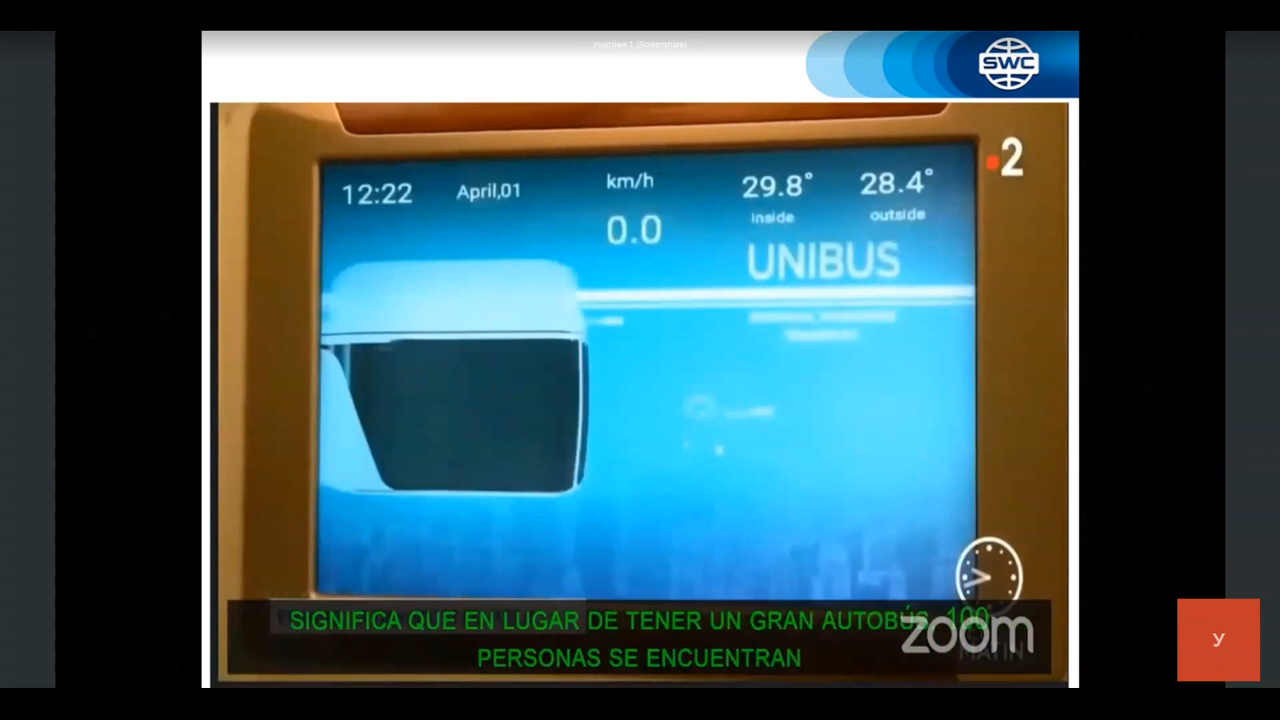 Участник 1 (Screenshare)
SWC
2
12:22 April,01 km/h 29.8° 28.4°
0.0 inside outside
UNIBUS
SIGNIFICA QUE EN LUGAR DE TENER UN GRAN AUTOBÚS, 100
PERSONAS SE ENCUENTRAN
zoom
MATIN
У